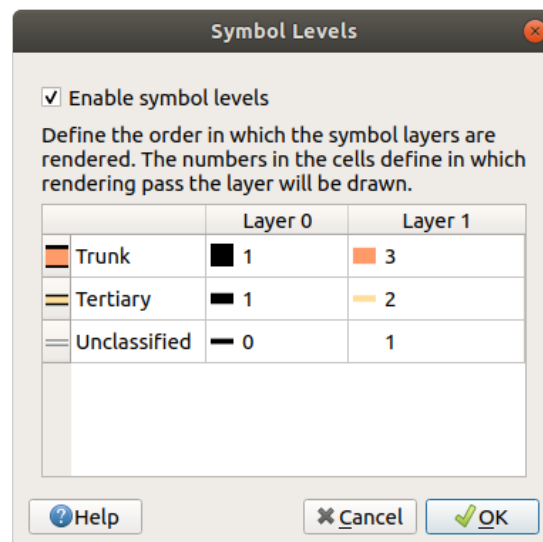 Symbol Levels
Enable symbol levels
Define the order in which the symbol layers are
rendered. The numbers in the cells define in which
rendering pass the layer will be drawn.
Layer 0 Layer 1
Trunk 1 3
Tertiary 1 2
Unclassified 0 1
Help Cancel OK